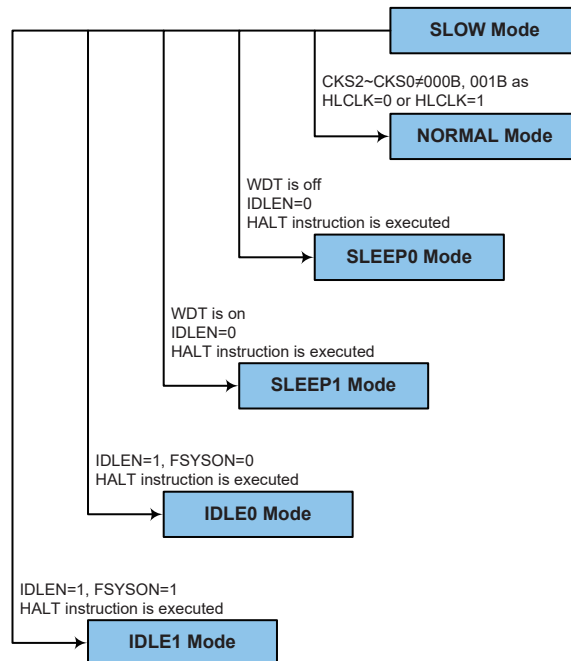 SLOW Mode
CKS2~CKS0≠000B, 001B as
HLCLK=0 or HLCLK=1
NORMAL Mode
WDT is off
IDLEN=0
HALT instruction is executed
SLEEP0 Mode
WDT is on
IDLEN=0
HALT instruction is executed
SLEEP1 Mode
IDLEN=1, FSYSON=0
HALT instruction is executed
IDLE0 Mode
IDLEN=1, FSYSON=1
HALT instruction is executed
IDLE1 Mode